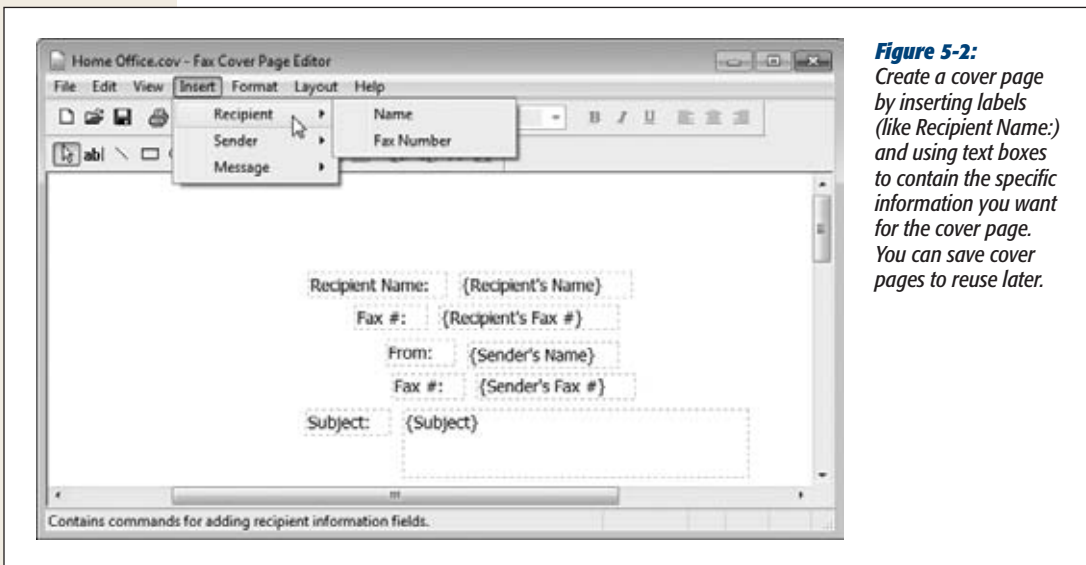 Home Office.cov - Fax Cover Page Editor
File Edit View Insert Format Layout Help
Recipient
Name
B I U
Sender
Fax Number
abl
Message
Recipient Name: {Recipient's Name}
Fax #: {Recipient's Fax #}
From: {Sender's Name}
Fax #: {Sender's Fax #}
Subject: {Subject}
Contains commands for adding recipient information fields.
Figure 5-2:
Create a cover page
by inserting labels
(like Recipient Name:)
and using text boxes
to contain the specific
information you want
for the cover page.
You can save cover
pages to reuse later.